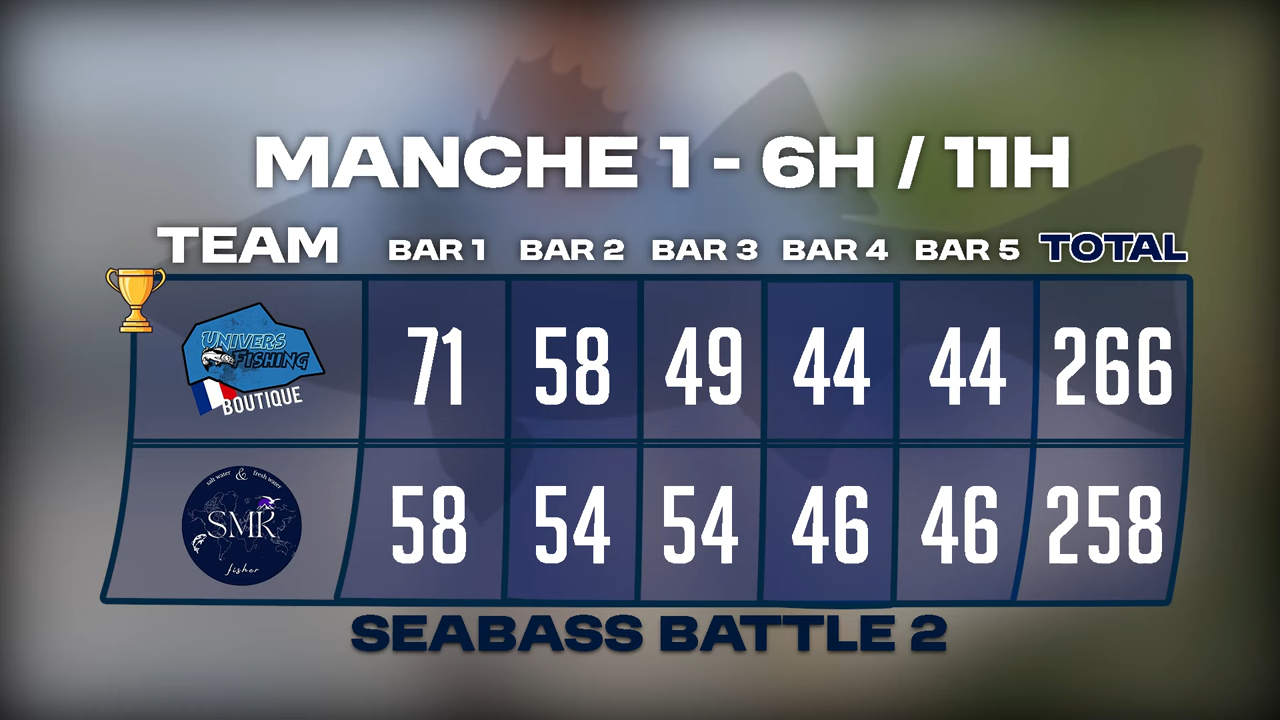 MANCHE 1 - 6H / 11H
TEAM BAR 1 BAR 2 BAR 3 BAR 4 BAR 5 TOTAL
UNIVERS
FISHING
BOUTIQUE
71 58 49 44 44 266
salt water & fresh water
SMR
fisher
58 54 54 46 46 258
SEABASS BATTLE 2